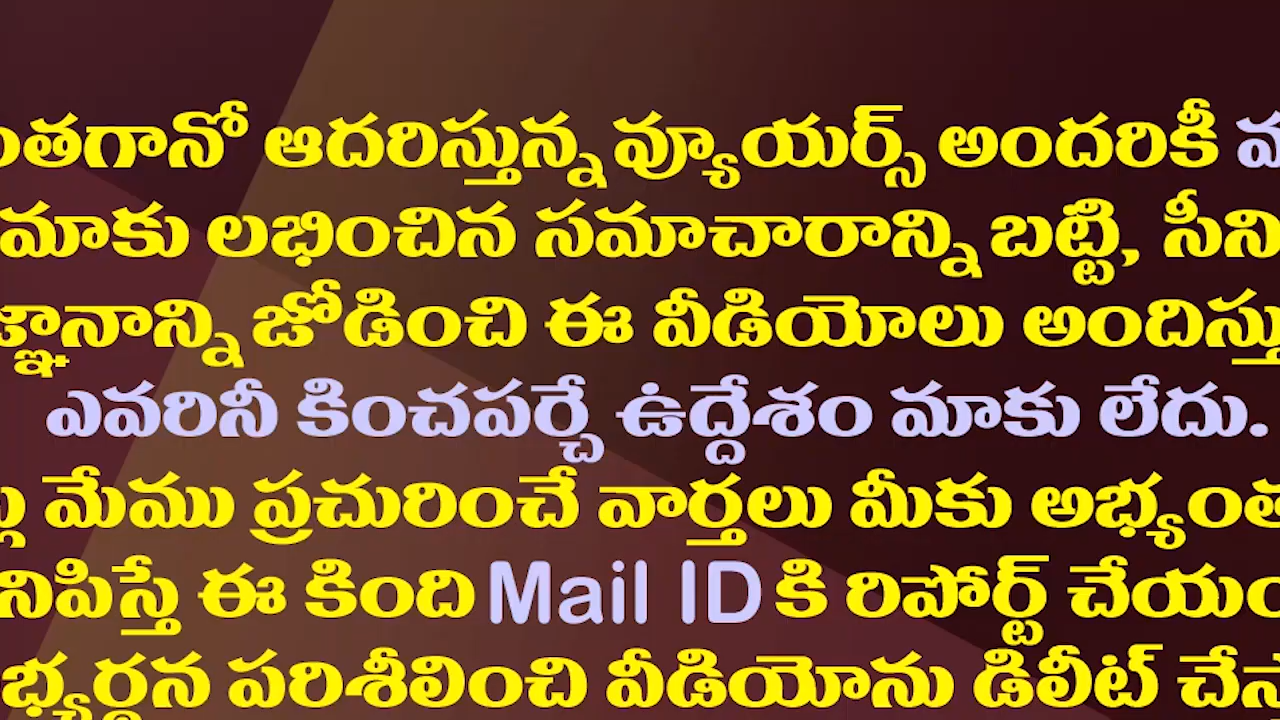 ంతగానో ఆదరిస్తున్న వ్యూయర్స్ అందరికీ
మాకు లభించిన సమాచారాన్ని బట్టి, సీని
జ్ఞానాన్ని జోడించి ఈ వీడియోలు అందిస్తు
ఎవరినీ కించపర్చే ఉద్దేశం మాకు లేదు.
మేము ప్రచురించే వార్తలు మీకు అభ్యంత
నిపిస్తే ఈ కింది Mail ID కి రిపోర్ట్ చేయం
భ్యర్థన పరిశీలించి వీడియోను డిలీట్ చేస